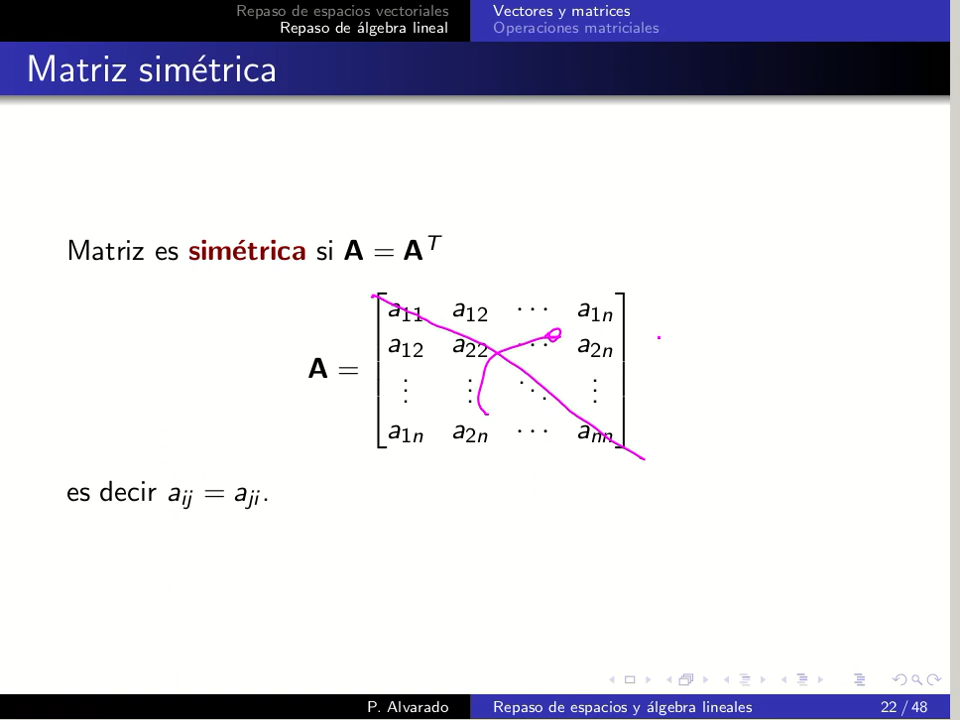 Repaso de espacios vectoriales Vectores y matrices
Repaso de álgebra lineal Operaciones matriciales
Matriz simétrica
Matriz es simétrica si A = Aᵀ
a₁₁ a₁₂ ⋯ a₁ₙ
a₁₂ a₂₂ ⋯ a₂ₙ
A = ⋮ ⋮ ⋱ ⋮
a₁ₙ a₂ₙ ⋯ aₙₙ
es decir aᵢⱼ = aⱼᵢ.
P. Alvarado Repaso de espacios y álgebra lineales 22 / 48